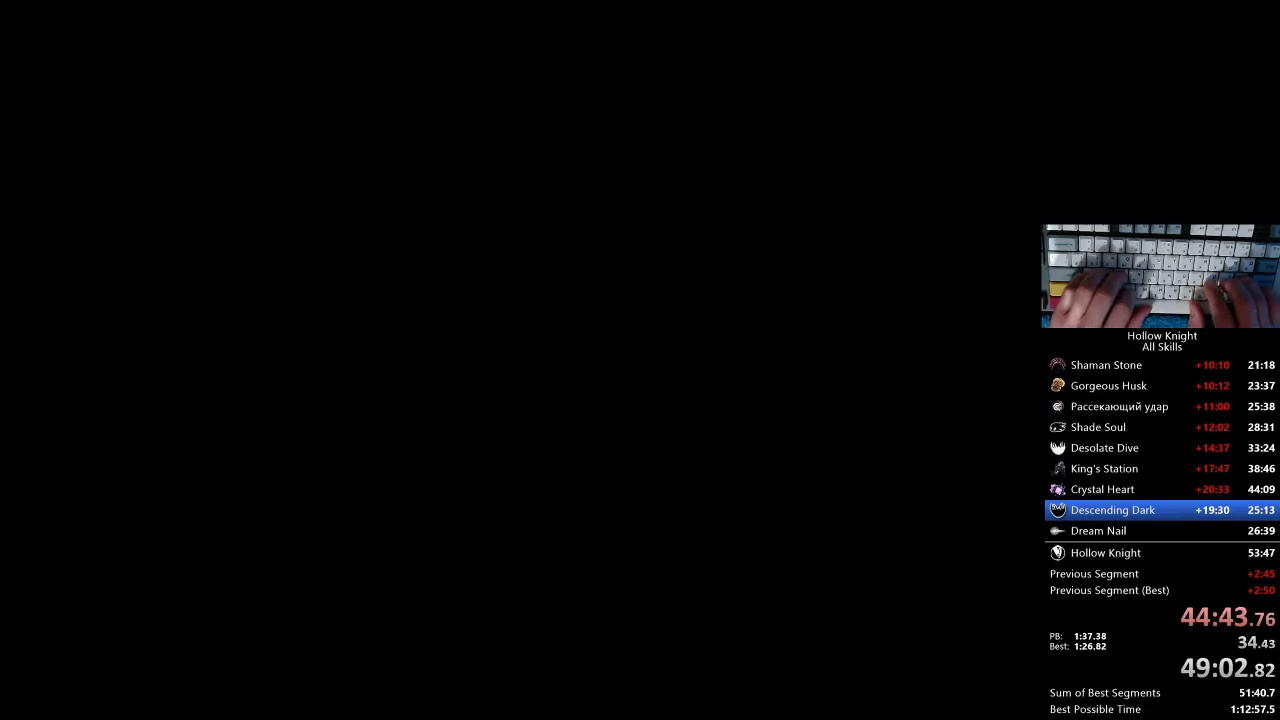 Hollow Knight
All Skills
Shaman Stone +10:10 21:18
Gorgeous Husk +10:12 23:37
Рассекающий удар +11:00 25:38
Shade Soul +12:02 28:31
Desolate Dive +14:37 33:24
King's Station +17:47 38:46
Crystal Heart +20:33 44:09
Descending Dark +19:30 25:13
Dream Nail 26:39
Hollow Knight 53:47
Previous Segment +2:45
Previous Segment (Best) +2:50
44:43.76
PB: 1:37.38
Best: 1:26.82
34.43
49:02.82
Sum of Best Segments 51:40.7
Best Possible Time 1:12:57.5